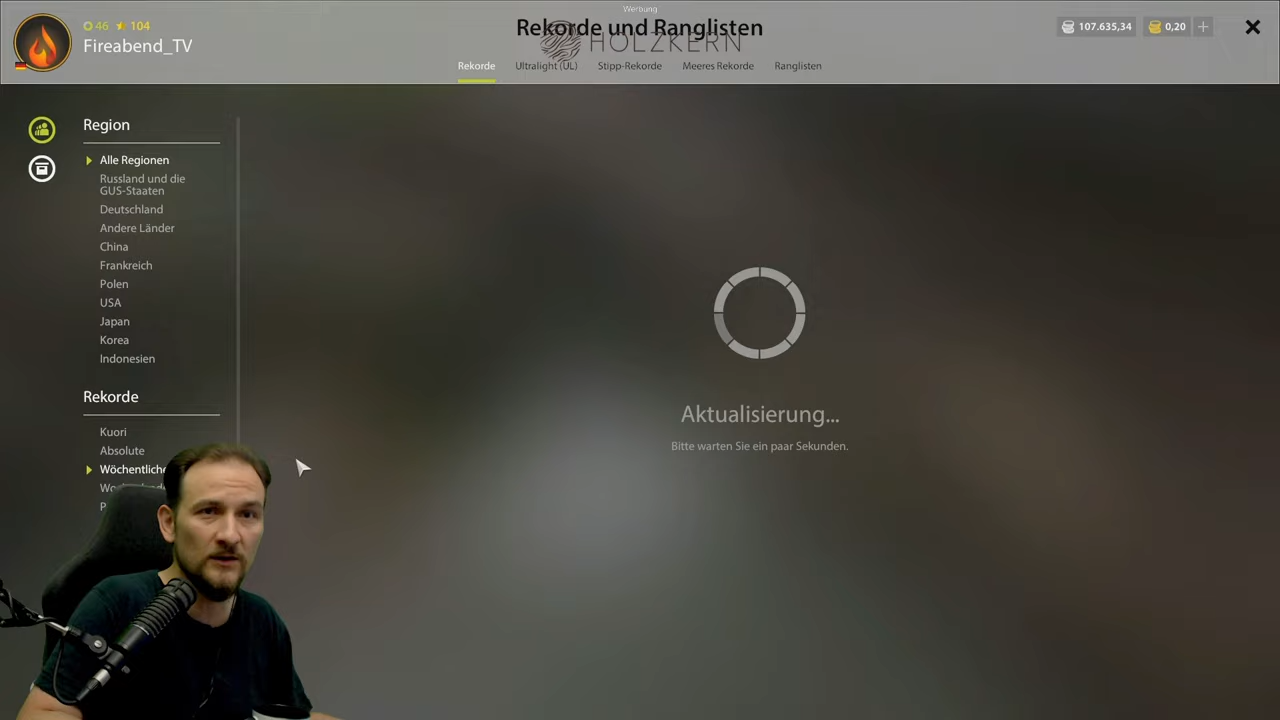 Werbung
46 104
Fireabend_TV
Rekorde und Ranglisten
HOLZKERN
107.635,34
0,20
Rekorde
Ultralight (UL)
Stipp-Rekorde
Meeres Rekorde
Ranglisten
Region
Alle Regionen
Russland und die
GUS-Staaten
Deutschland
Andere Länder
China
Frankreich
Polen
USA
Japan
Korea
Indonesien
Rekorde
Kuori
Absolute
Wöchentliche
Aktualisierung...
Bitte warten Sie ein paar Sekunden.